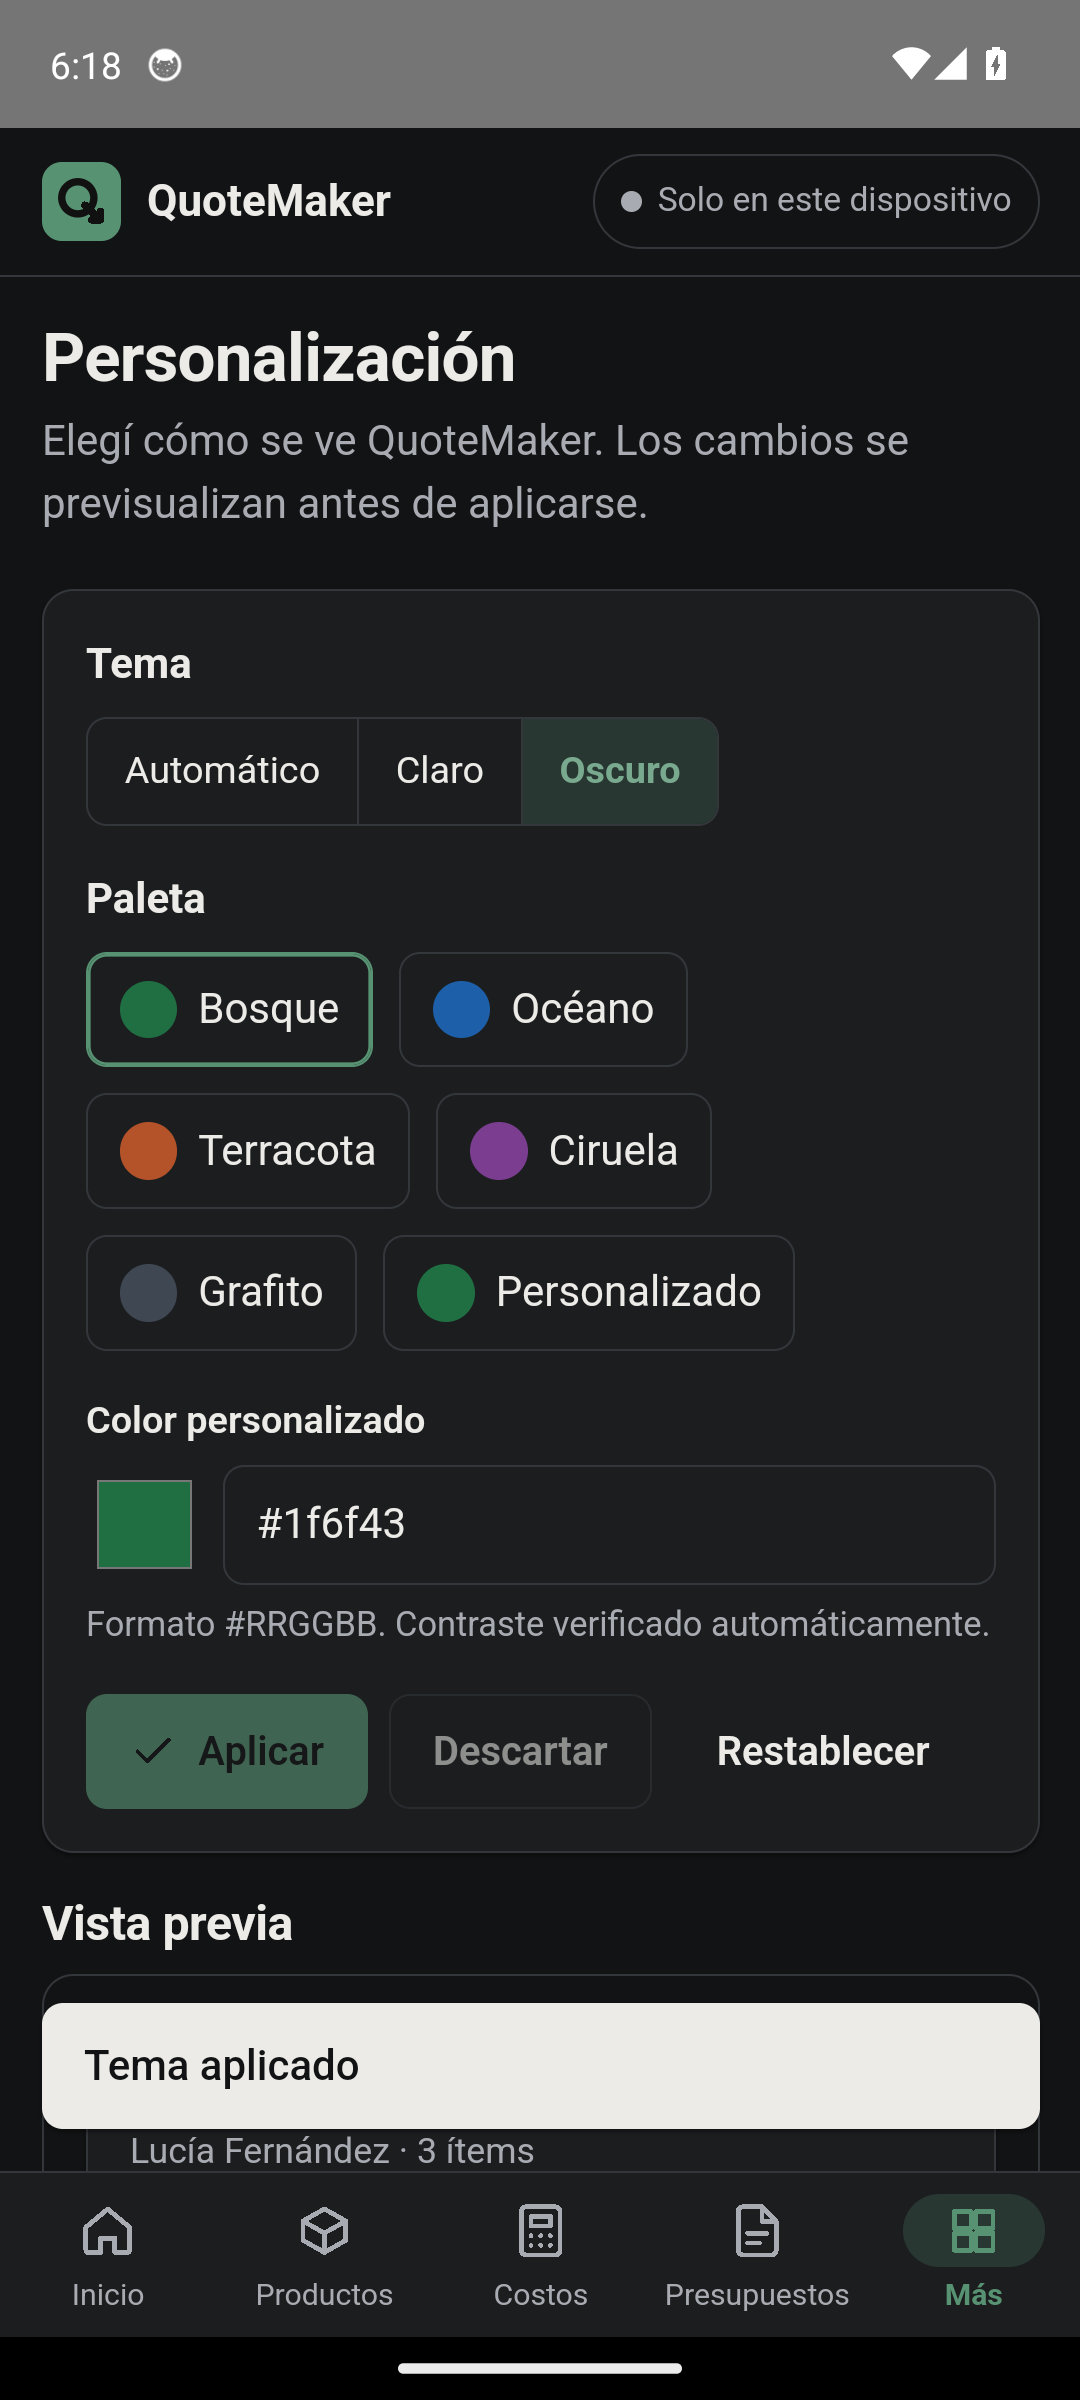 6:18
QuoteMaker
Solo en este dispositivo
Personalización
Elegí cómo se ve QuoteMaker. Los cambios se
previsualizan antes de aplicarse.
Tema
Automático
Claro
Oscuro
Paleta
Bosque
Océano
Terracota
Ciruela
Grafito
Personalizado
Color personalizado
#1f6f43
Formato #RRGGBB. Contraste verificado automáticamente.
Aplicar
Descartar
Restablecer
Vista previa
Tema aplicado
Lucía Fernández · 3 ítems
Inicio
Productos
Costos
Presupuestos
Más